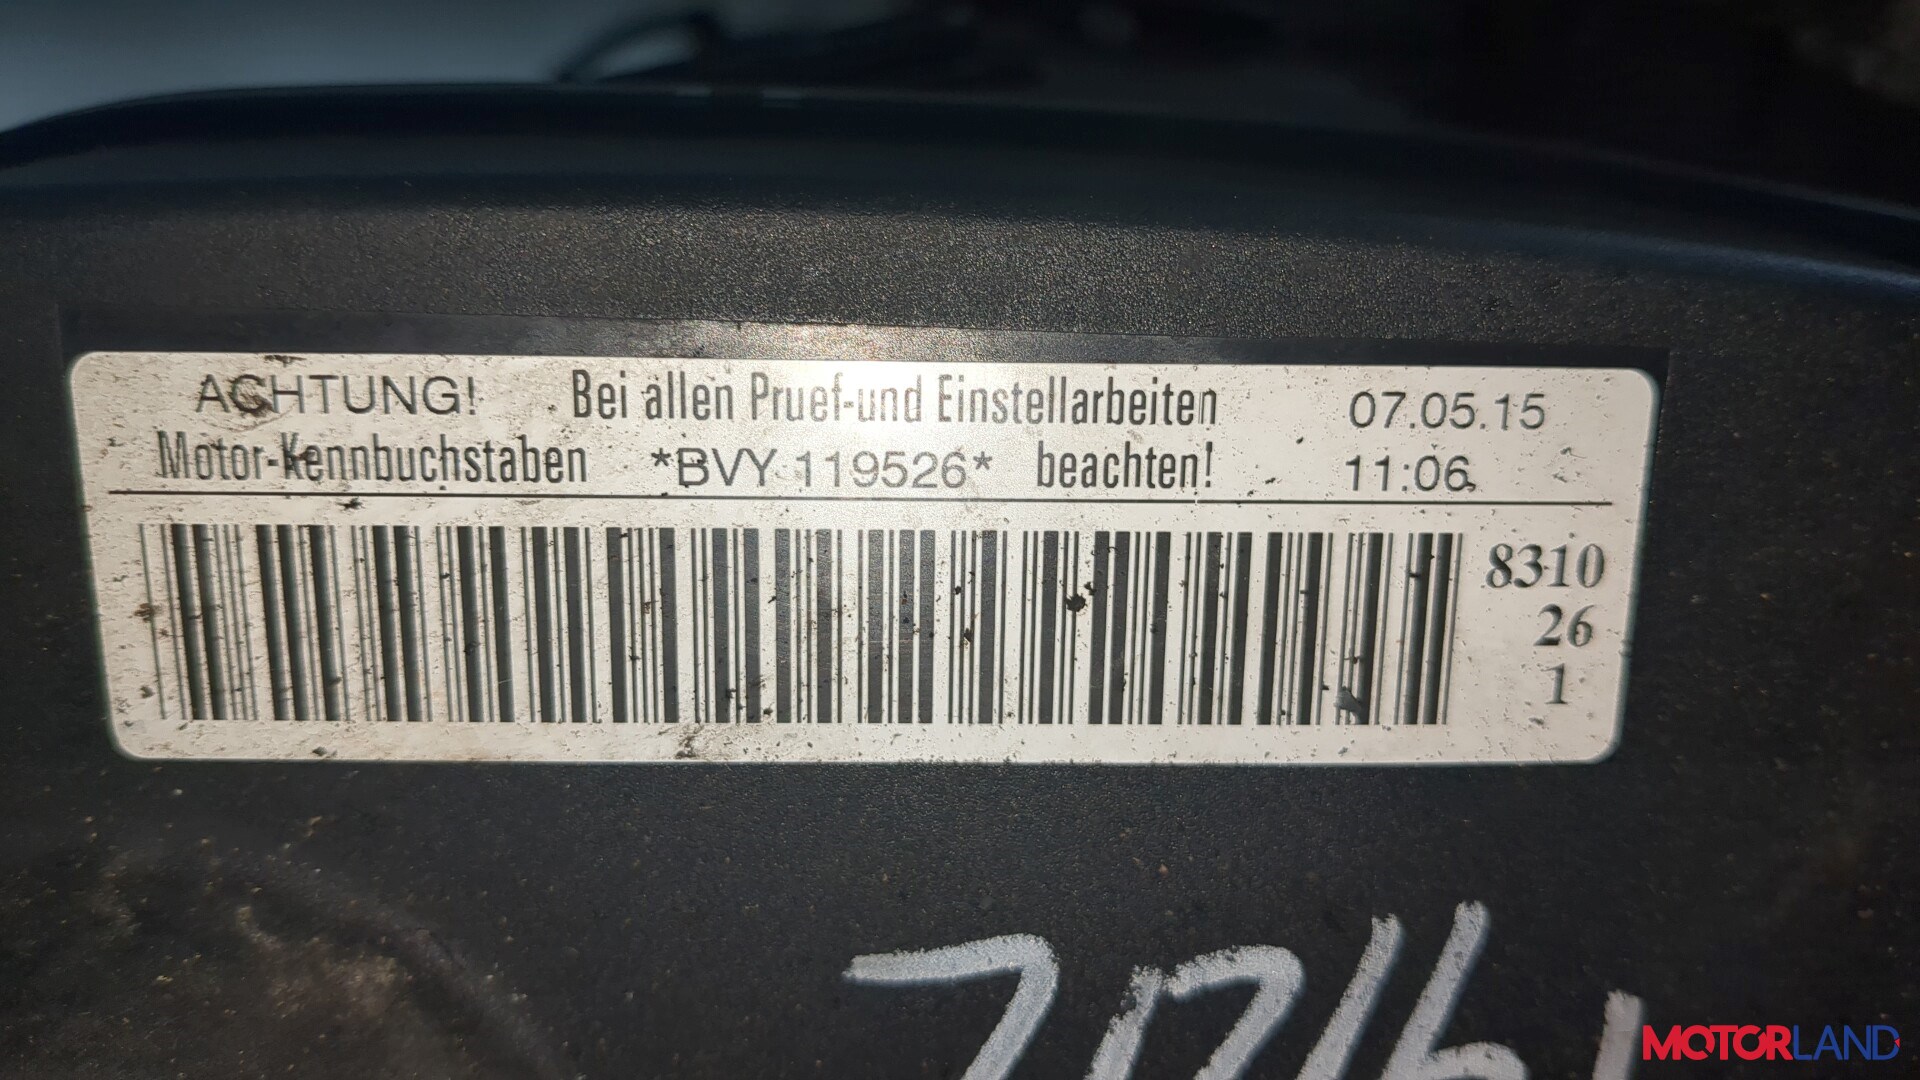 ACHTUNG! Bei allen Pruef-und Einstellarbeiten 07.05.15
Motor-Kennbuchstaben *BVY 119526* beachten! 11:06
8310
26
1
MOTORLAND